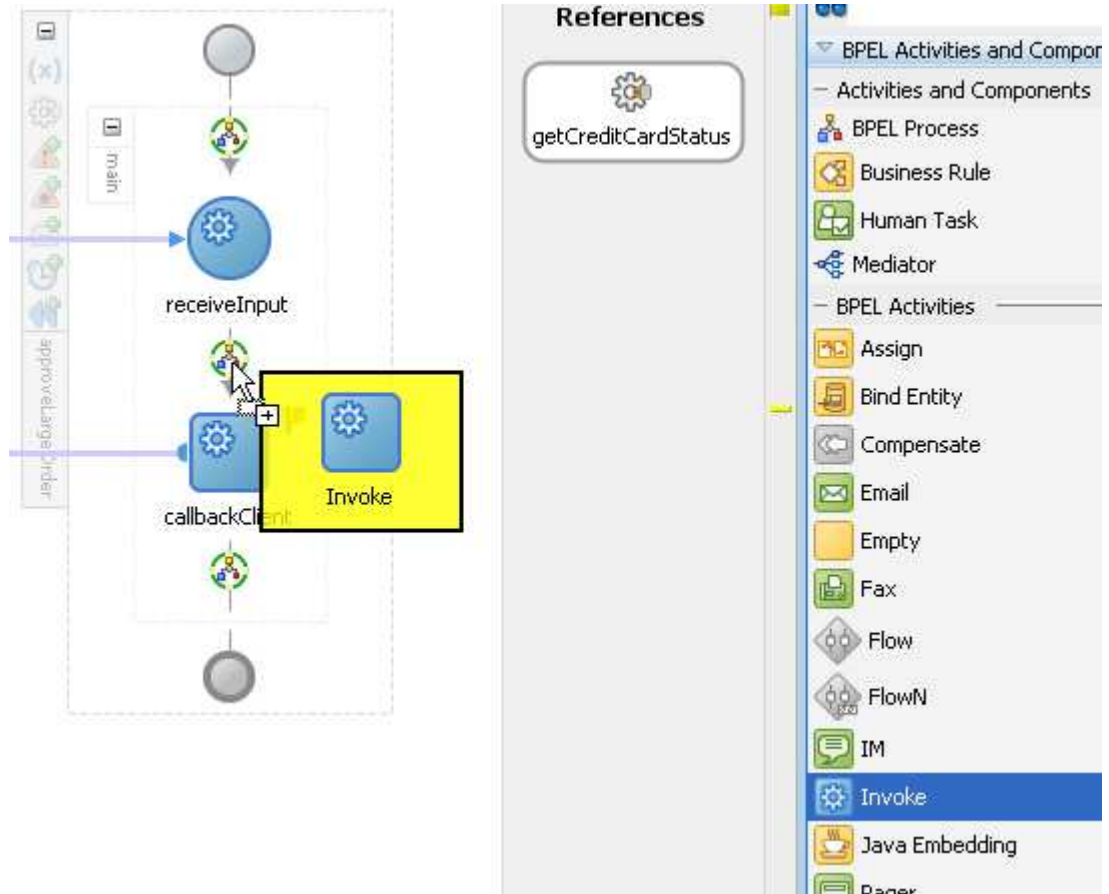 (x)
main
approveLargeOrder
receiveInput
callbackClient
Invoke
References
getCreditCardStatus
BPEL Activities and Compor
Activities and Components
BPEL Process
Business Rule
Human Task
Mediator
BPEL Activities
Assign
Bind Entity
Compensate
Email
Empty
Fax
Flow
FlowN
IM
Invoke
Java Embedding
Pager